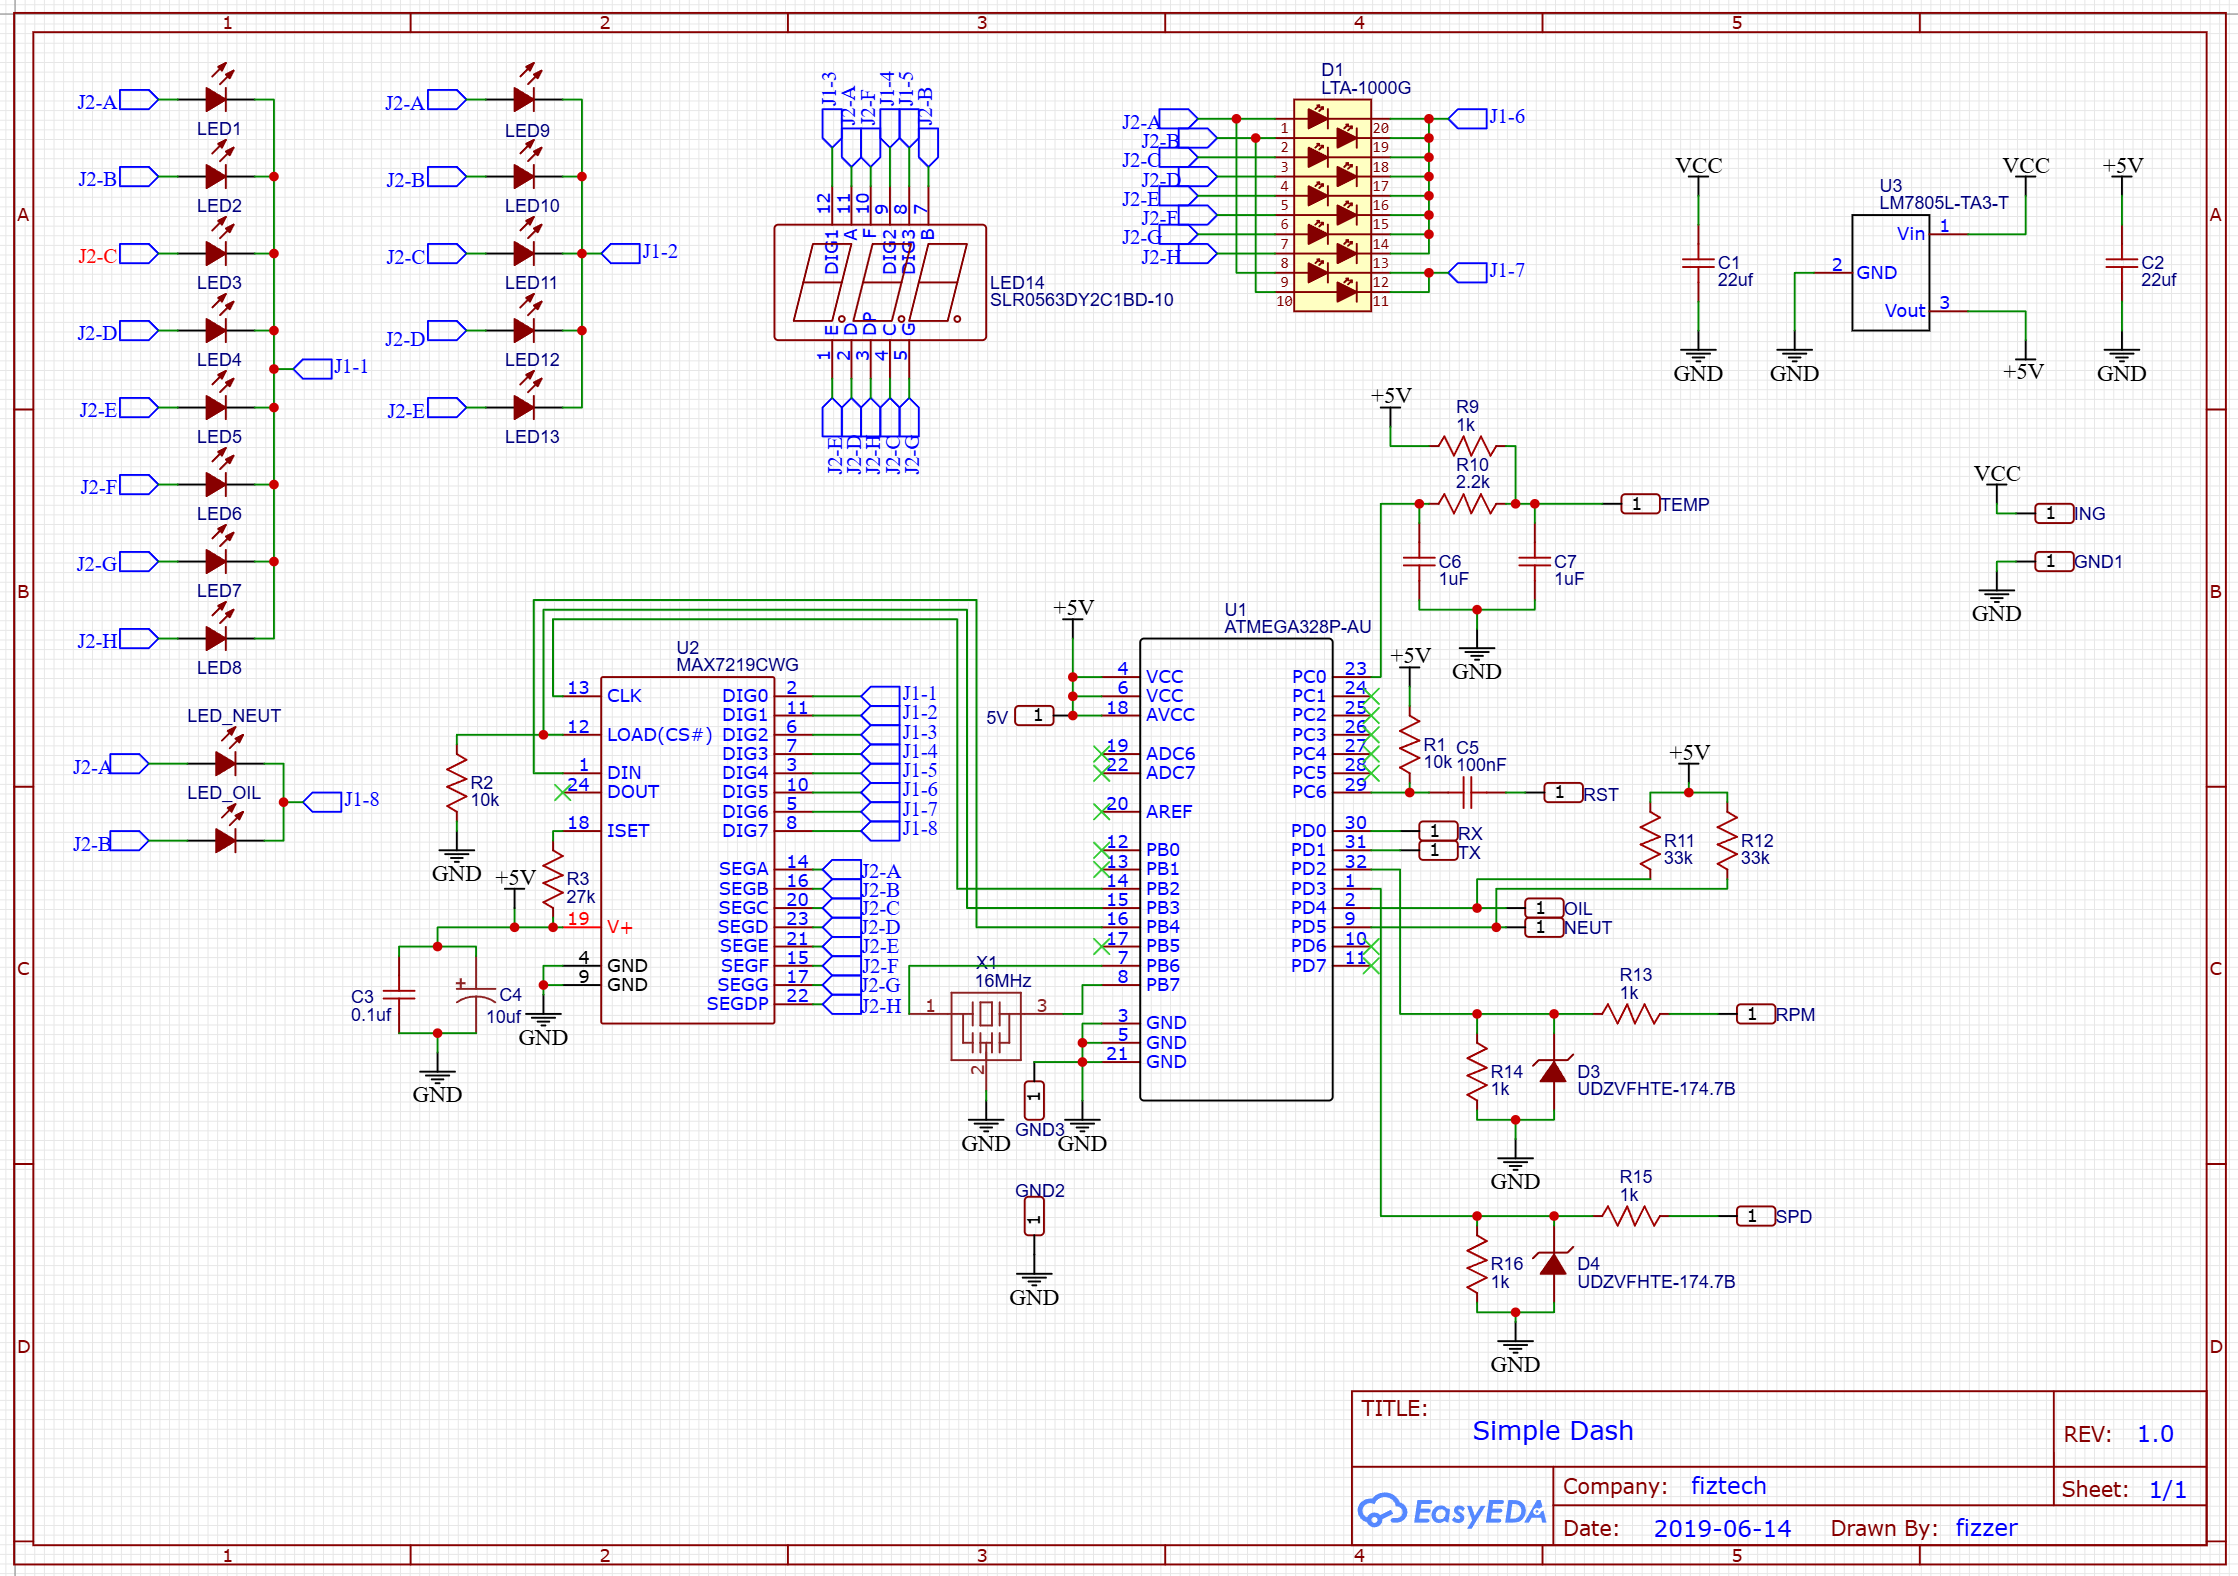 1 2 3 4 5
A
B
C
D
A
B
C
D
1 2 3 4 5
J2-A
LED1
J2-B
LED2
J2-C
LED3
J2-D
LED4
J1-1
J2-E
LED5
J2-F
LED6
J2-G
LED7
J2-H
LED8
J2-A
LED9
J2-B
LED10
J2-C
LED11
J1-2
J2-D
LED12
J2-E
LED13
LED_NEUT
J2-A
LED_OIL
J1-8
J2-B
J1-3
J2-A
J2-F
J1-4
J1-5
J2-B
12 11 10 9 8 7
DIG1 A F DIG2 DIG3 B
LED14
SLR0563DY2C1BD-10
E D DP C G
1 2 3 4 5
J2-E
J2-D
J2-H
J2-C
J2-G
D1
LTA-1000G
J2-A
J2-B
J2-C
J2-D
J2-E
J2-F
J2-G
J2-H
1 20
2 19
3 18
4 17
5 16
6 15
7 14
8 13
9 12
10 11
J1-6
J1-7
VCC
C1
22uf
GND
U3
LM7805L-TA3-T
Vin 1
2 GND
Vout 3
VCC
+5V
GND
+5V
C2
22uf
GND
+5V
R9
1k
R10
2.2k
1 TEMP
C6
1uF
C7
1uF
GND
VCC
1 ING
1 GND1
GND
U2
MAX7219CWG
13 CLK
12 LOAD(CS#)
1 DIN
24 DOUT
18 ISET
19 V+
4 GND
9 GND
DIG0 2 J1-1
DIG1 11 J1-2
DIG2 6 J1-3
DIG3 7 J1-4
DIG4 3 J1-5
DIG5 10 J1-6
DIG6 5 J1-7
DIG7 8 J1-8
SEGA 14 J2-A
SEGB 16 J2-B
SEGC 20 J2-C
SEGD 23 J2-D
SEGE 21 J2-E
SEGF 15 J2-F
SEGG 17 J2-G
SEGDP 22 J2-H
R2
10k
GND
+5V
R3
27k
C3
0.1uf
C4
10uf
GND
GND
+5V
5V 1
U1
ATMEGA328P-AU
4 VCC
6 VCC
18 AVCC
19 ADC6
22 ADC7
20 AREF
12 PB0
13 PB1
14 PB2
15 PB3
16 PB4
17 PB5
7 PB6
8 PB7
3 GND
5 GND
21 GND
PC0 23
PC1 24
PC2 25
PC3 26
PC4 27
PC5 28
PC6 29
PD0 30
PD1 31
PD2 32
PD3 1
PD4 2
PD5 9
PD6 10
PD7 11
X1
16MHz
1 3
2
GND
1
GND3
GND
GND2
1
GND
+5V
R1
10k
C5
100nF
1 RST
1 RX
1 TX
+5V
R11
33k
R12
33k
1 OIL
1 NEUT
R13
1k
1 RPM
R14
1k
D3
UDZVFHTE-174.7B
GND
R15
1k
1 SPD
R16
1k
D4
UDZVFHTE-174.7B
GND
TITLE:
Simple Dash
REV: 1.0
EasyEDA
Company: fiztech
Sheet: 1/1
Date: 2019-06-14 Drawn By: fizzer